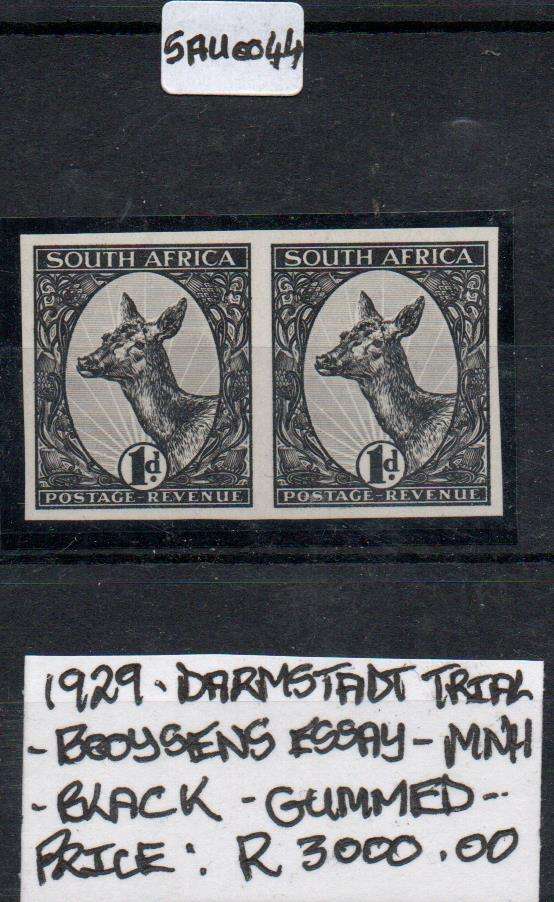 SAU0044
SOUTH AFRICA
1d.
POSTAGE-REVENUE
SOUTH AFRICA
1d.
POSTAGE-REVENUE
1929. DARMSTADT TRIAL
- BOOYSENS ESSAY - MNH
- BLACK - GUMMED --
PRICE: R 3000.00